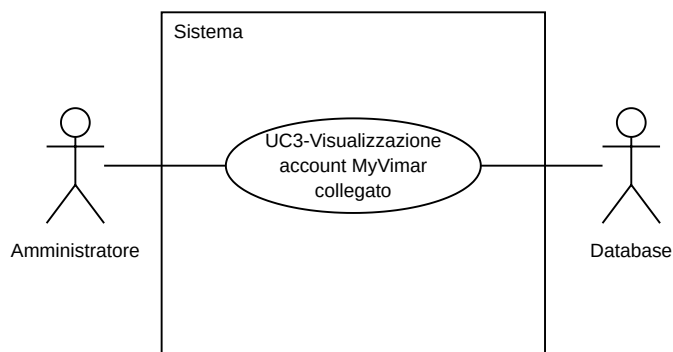 Sistema
UC3-Visualizzazione
account MyVimar
collegato
Amministratore
Database